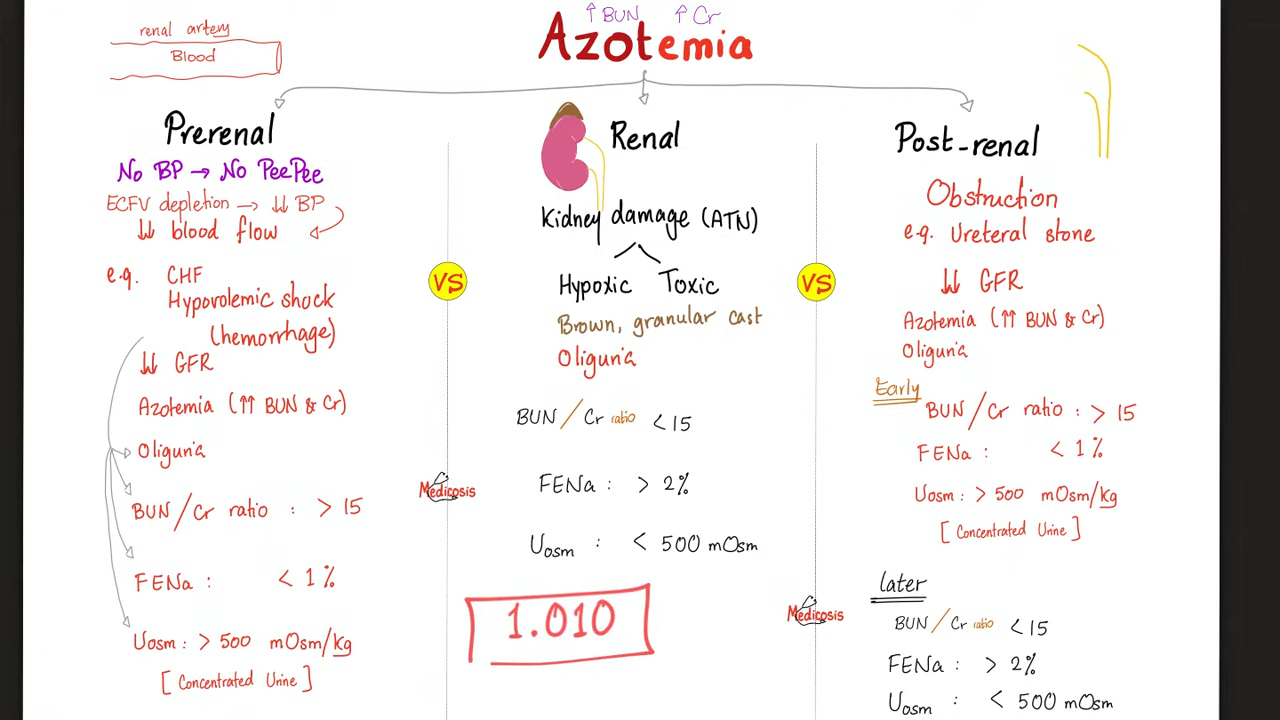 ↑ BUN ↑ Cr
Azotemia
renal artery
Blood
Prerenal
No BP → No PeePee
ECFV depletion → ↓↓ BP
↓↓ blood flow
e.g. CHF
Hypovolemic shock
(hemorrhage)
↓↓ GFR
Azotemia (↑↑ BUN & Cr)
Oliguria
BUN/Cr ratio : > 15
FENa : < 1%
Uosm : > 500 mOsm/kg
[Concentrated Urine]
VS
Medicosis
Renal
Kidney damage (ATN)
Hypoxic Toxic
Brown, granular cast
Oliguria
BUN/Cr ratio < 15
FENa : > 2%
Uosm : < 500 mOsm
1.010
VS
Medicosis
Post-renal
Obstruction
e.g. Ureteral stone
↓↓ GFR
Azotemia (↑↑ BUN & Cr)
Oliguria
Early
BUN/Cr ratio : > 15
FENa : < 1%
Uosm : > 500 mOsm/kg
[Concentrated Urine]
later
BUN/Cr ratio < 15
FENa : > 2%
Uosm : < 500 mOsm